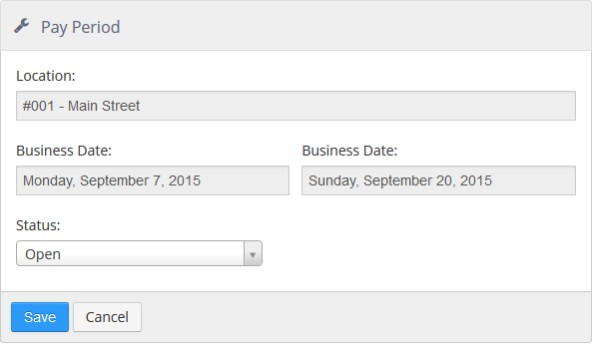 Pay Period
Location:
#001 - Main Street
Business Date: Business Date:
Monday, September 7, 2015 Sunday, September 20, 2015
Status:
Open
Save Cancel